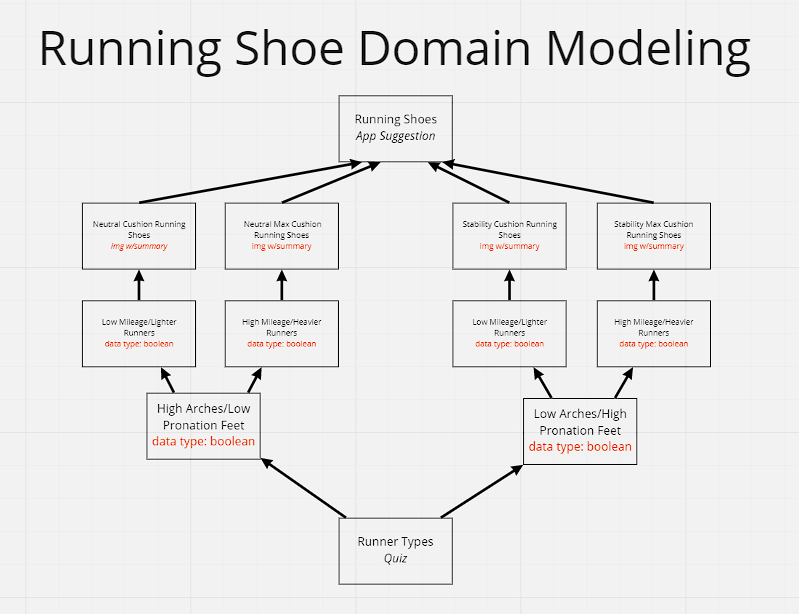 Running Shoe Domain Modeling
Running Shoes
App Suggestion
Neutral Cushion Running
Shoes
img w/summary
Neutral Max Cushion
Running Shoes
img w/summary
Stability Cushion Running
Shoes
img w/summary
Stability Max Cushion
Running Shoes
img w/summary
Low Mileage/Lighter
Runners
data type: boolean
High Mileage/Heavier
Runners
data type: boolean
Low Mileage/Lighter
Runners
data type: boolean
High Mileage/Heavier
Runners
data type: boolean
High Arches/Low
Pronation Feet
data type: boolean
Low Arches/High
Pronation Feet
data type: boolean
Runner Types
Quiz